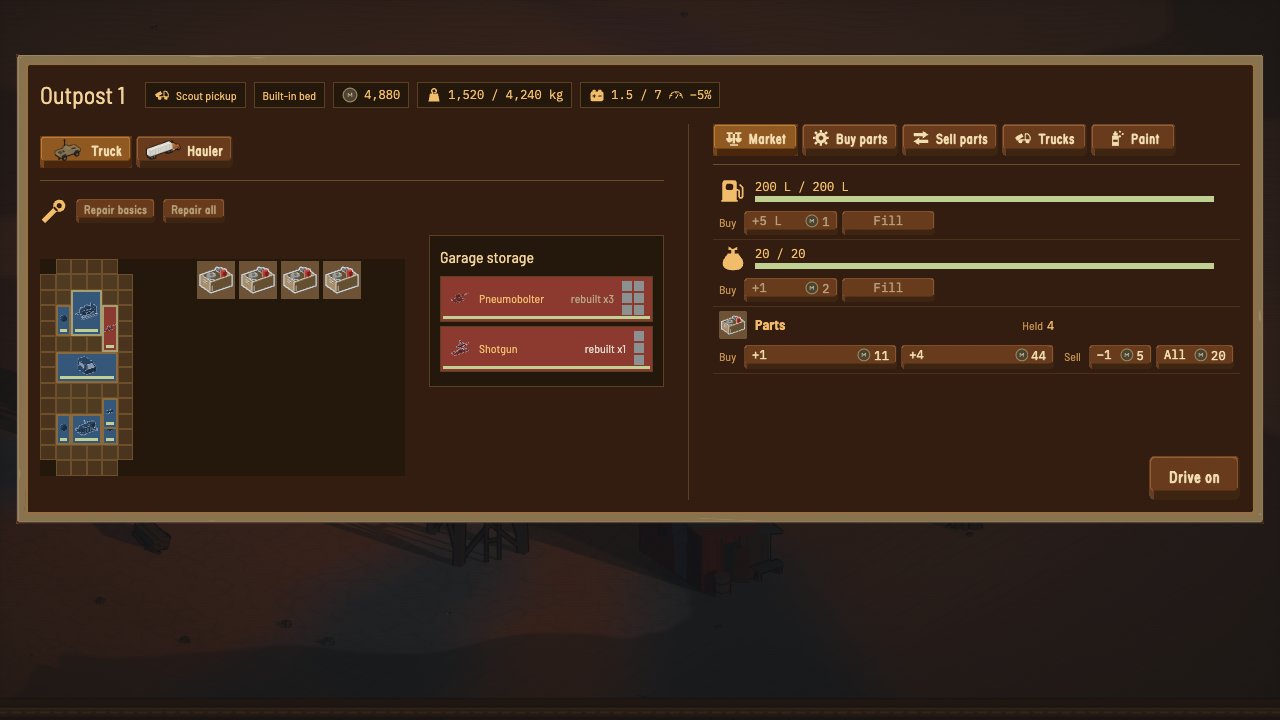 Outpost 1
Scout pickup
Built-in bed
4,880
1,520 / 4,240 kg
1.5 / 7 -5%
Truck
Hauler
Repair basics
Repair all
Garage storage
Pneumobolter rebuilt x3
Shotgun rebuilt x1
Market
Buy parts
Sell parts
Trucks
Paint
200 L / 200 L
Buy +5 L M 1 Fill
20 / 20
Buy +1 M 2 Fill
Parts Held 4
Buy +1 M 11 +4 M 44 Sell -1 M 5 All M 20
Drive on